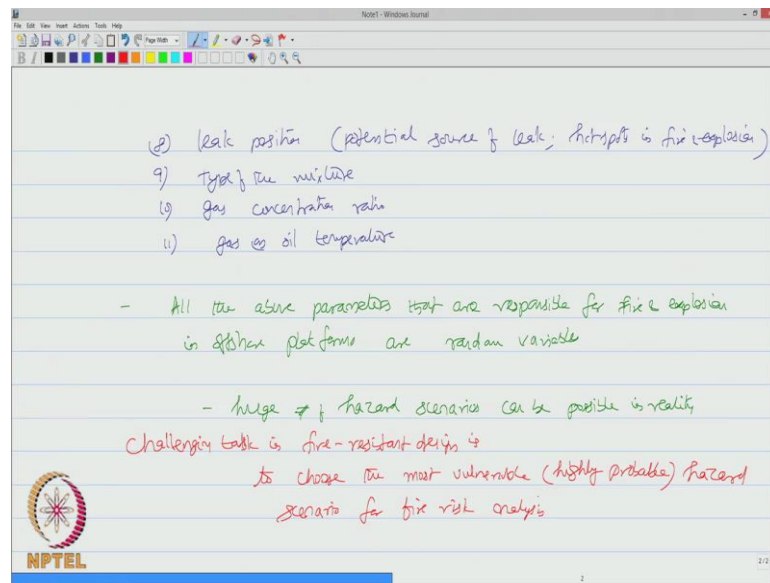 Note1 - Windows Journal
File Edit View Insert Actions Tools Help
Page Width
B I
(8) leak position (potential source of leak; hotspots in fire & explosion)
9) type of the mixture
10) gas concentration ratio
11) gas or oil temperature
- All the above parameters that are responsible for fire & explosion
in offshore platforms are random variable
- huge # of hazard scenarios can be possible in reality
Challenging task in fire-resistant design is
to choose the most vulnerable (highly probable) hazard
scenario for fire risk analysis
NPTEL
2/2
2